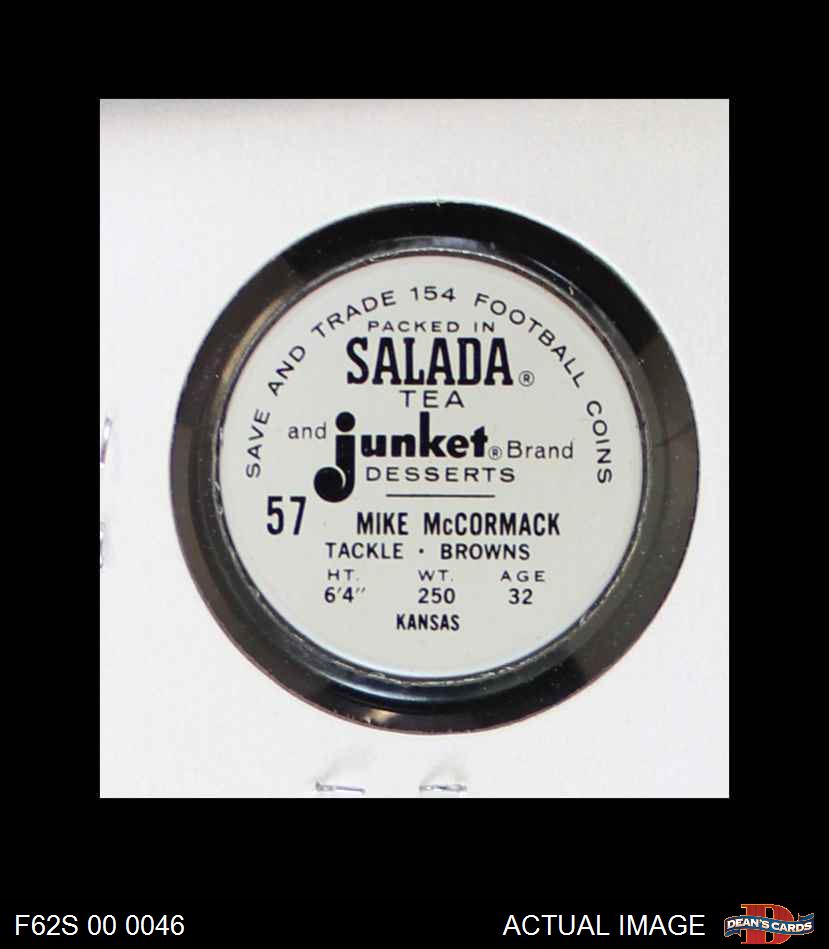 SAVE AND TRADE 154 FOOTBALL COINS
PACKED IN
SALADA®
TEA
and junket® Brand
DESSERTS
57 MIKE McCORMACK
TACKLE · BROWNS
HT. WT. AGE
6'4" 250 32
KANSAS
F62S 00 0046 ACTUAL IMAGE DEAN'S CARDS